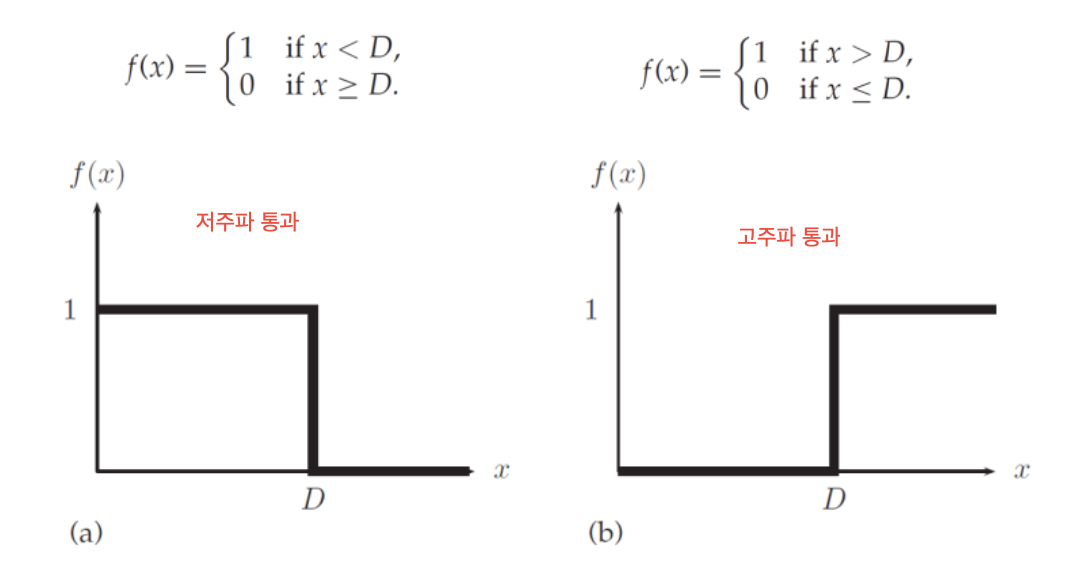 f(x) = { 1 if x < D,
0 if x ≥ D.
f(x)
저주파 통과
1
D
x
(a)
f(x) = { 1 if x > D,
0 if x ≤ D.
f(x)
고주파 통과
1
D
x
(b)